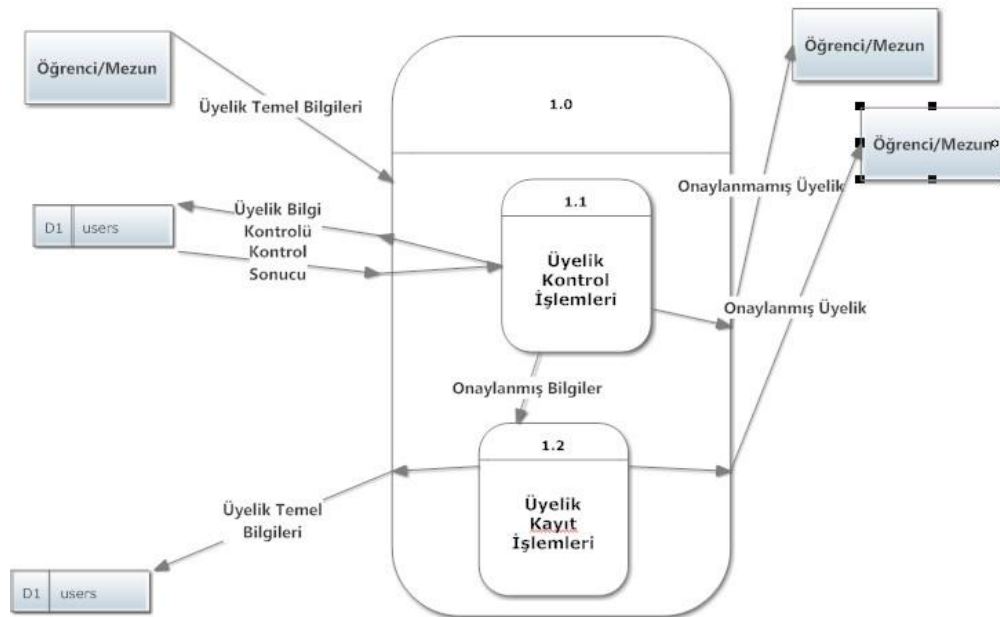 Öğrenci/Mezun
Üyelik Temel Bilgileri
1.0
Öğrenci/Mezun
Öğrenci/Mezun
Onaylanmamış Üyelik
D1 users
Üyelik Bilgi
Kontrolü
Kontrol
Sonucu
1.1
Üyelik
Kontrol
İşlemleri
Onaylanmış Üyelik
Onaylanmış Bilgiler
1.2
Üyelik
Kayıt
İşlemleri
Üyelik Temel
Bilgileri
D1 users